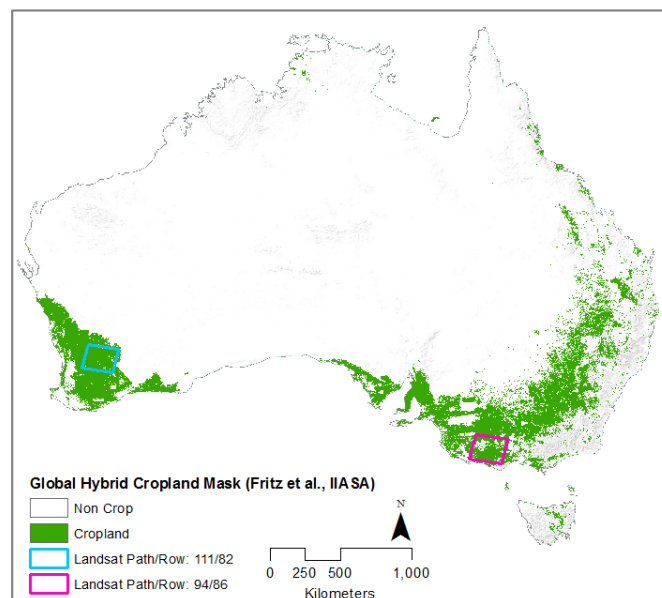 Global Hybrid Cropland Mask (Fritz et al., IIASA)
Non Crop
Cropland
Landsat Path/Row: 111/82
Landsat Path/Row: 94/86
N
0 250 500 1,000
Kilometers